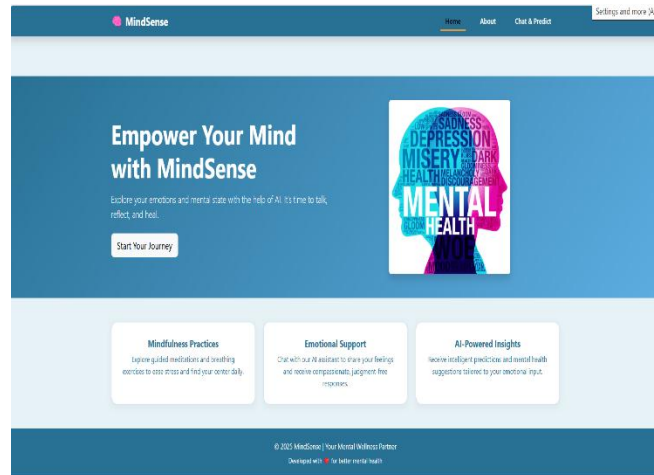 MindSense
Home About Chat & Predict
Settings and more (A
Empower Your Mind
with MindSense
Explore your emotions and mental state with the help of AI. It's time to talk,
reflect, and heal.
Start Your Journey
SADNESS
DEPRESSION
MISERY DARK
HEALTH MELANCHOLY
DISCOURAGEMENT
MENTAL
HEALTH
GLOOM
WOE
Mindfulness Practices
Explore guided meditations and breathing
exercises to ease stress and find your center daily.
Emotional Support
Chat with our AI assistant to share your feelings
and receive compassionate, judgment-free
responses.
AI-Powered Insights
Receive intelligent predictions and mental health
suggestions tailored to your emotional input.
© 2025 MindSense | Your Mental Wellness Partner
Developed with ❤ for better mental health